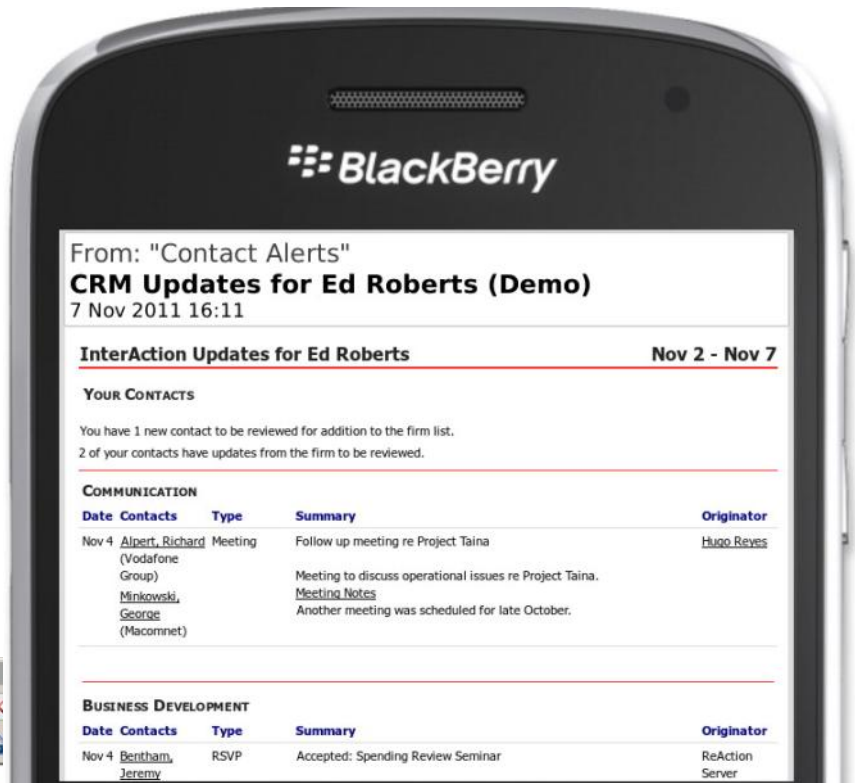 BlackBerry
From: "Contact Alerts"
CRM Updates for Ed Roberts (Demo)
7 Nov 2011 16:11
InterAction Updates for Ed Roberts Nov 2 - Nov 7
YOUR CONTACTS
You have 1 new contact to be reviewed for addition to the firm list.
2 of your contacts have updates from the firm to be reviewed.
COMMUNICATION
Date Contacts Type Summary Originator
Nov 4 Alpert, Richard Meeting Follow up meeting re Project Taina Hugo Reyes
(Vodafone
Group) Meeting to discuss operational issues re Project Taina.
Minkowski, Meeting Notes
George Another meeting was scheduled for late October.
(Macomnet)
BUSINESS DEVELOPMENT
Date Contacts Type Summary Originator
Nov 4 Bentham, RSVP Accepted: Spending Review Seminar ReAction
Jeremy Server